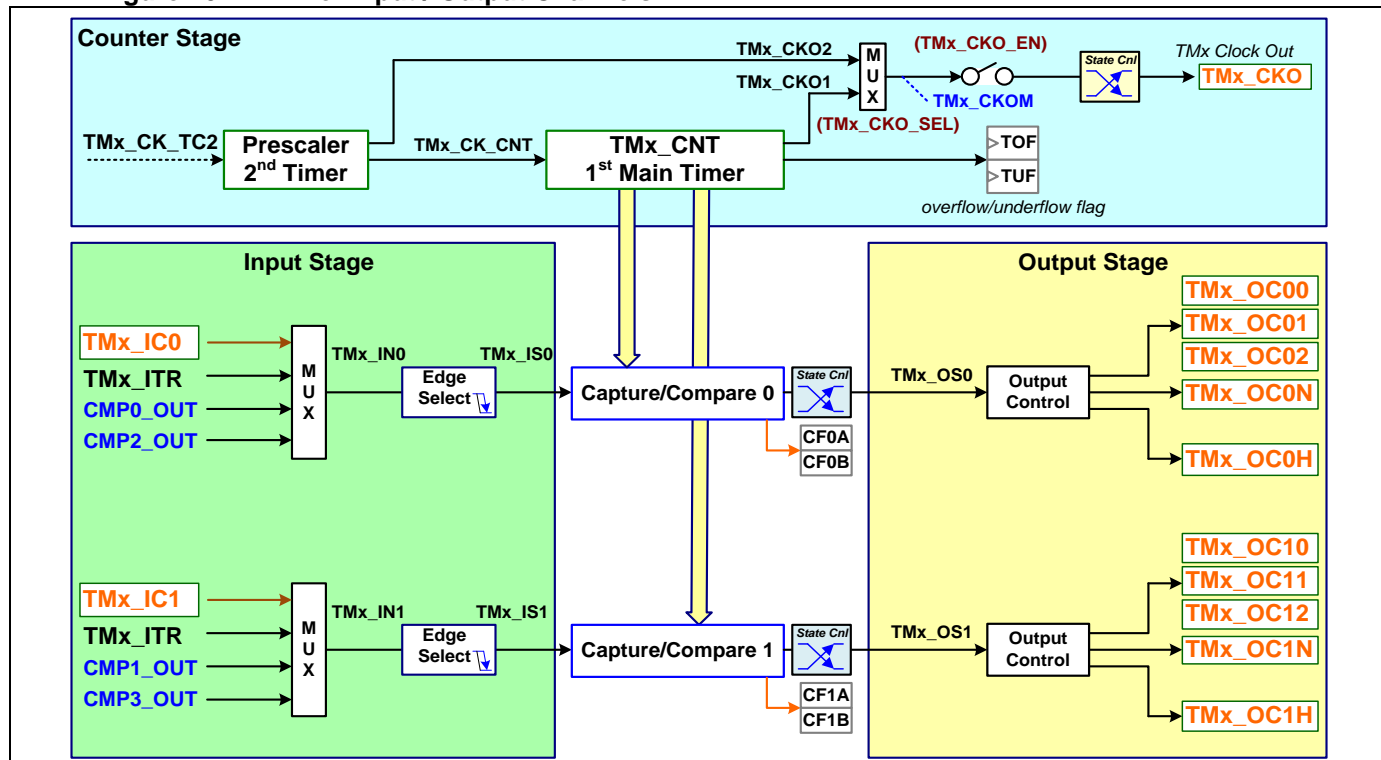 Counter Stage
TMx_CKO2
(TMx_CKO_EN)
TMx Clock Out
State Cnl
TMx_CKO
MUX
TMx_CKO1
TMx_CKOM
(TMx_CKO_SEL)
TMx_CK_TC2
Prescaler
2nd Timer
TMx_CK_CNT
TMx_CNT
1st Main Timer
TOF
TUF
overflow/underflow flag
Input Stage
Output Stage
TMx_IC0
TMx_ITR
CMP0_OUT
CMP2_OUT
MUX
TMx_IN0
Edge
Select
TMx_IS0
Capture/Compare 0
State Cnl
CF0A
CF0B
TMx_OS0
Output
Control
TMx_OC00
TMx_OC01
TMx_OC02
TMx_OC0N
TMx_OC0H
TMx_IC1
TMx_ITR
CMP1_OUT
CMP3_OUT
MUX
TMx_IN1
Edge
Select
TMx_IS1
Capture/Compare 1
State Cnl
CF1A
CF1B
TMx_OS1
Output
Control
TMx_OC10
TMx_OC11
TMx_OC12
TMx_OC1N
TMx_OC1H